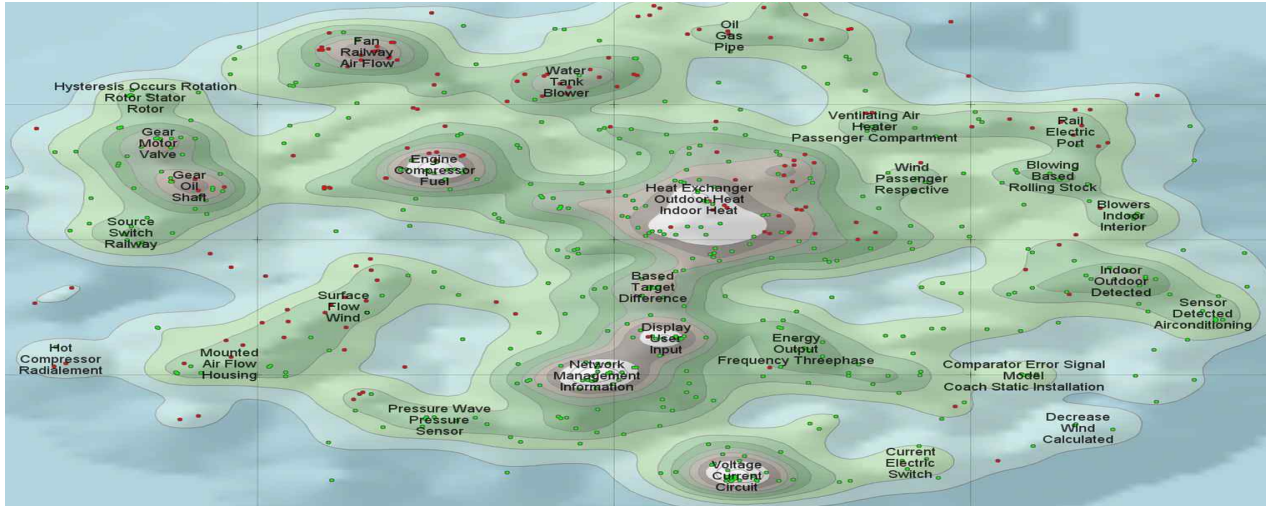 Oil
Gas
Pipe
Fan
Railway
Air Flow
Water
Tank
Blower
Hysteresis Occurs Rotation
Rotor Stator
Rotor
Ventilating Air
Heater
Passenger Compartment
Rail
Electric
Port
Gear
Motor
Valve
Engine
Compressor
Fuel
Wind
Passenger
Respective
Blowing
Based
Rolling Stock
Gear
Oil
Shaft
Heat Exchanger
Outdoor Heat
Indoor Heat
Blowers
Indoor
Interior
Source
Switch
Railway
Based
Target
Difference
Indoor
Outdoor
Detected
Surface
Flow
Wind
Sensor
Detected
Airconditioning
Display
User
Input
Energy
Output
Frequency Threephase
Hot
Compressor
Radialement
Mounted
Air Flow
Housing
Network
Management
Information
Comparator Error Signal
Model
Coach Static Installation
Pressure Wave
Pressure
Sensor
Decrease
Wind
Calculated
Voltage
Current
Circuit
Current
Electric
Switch